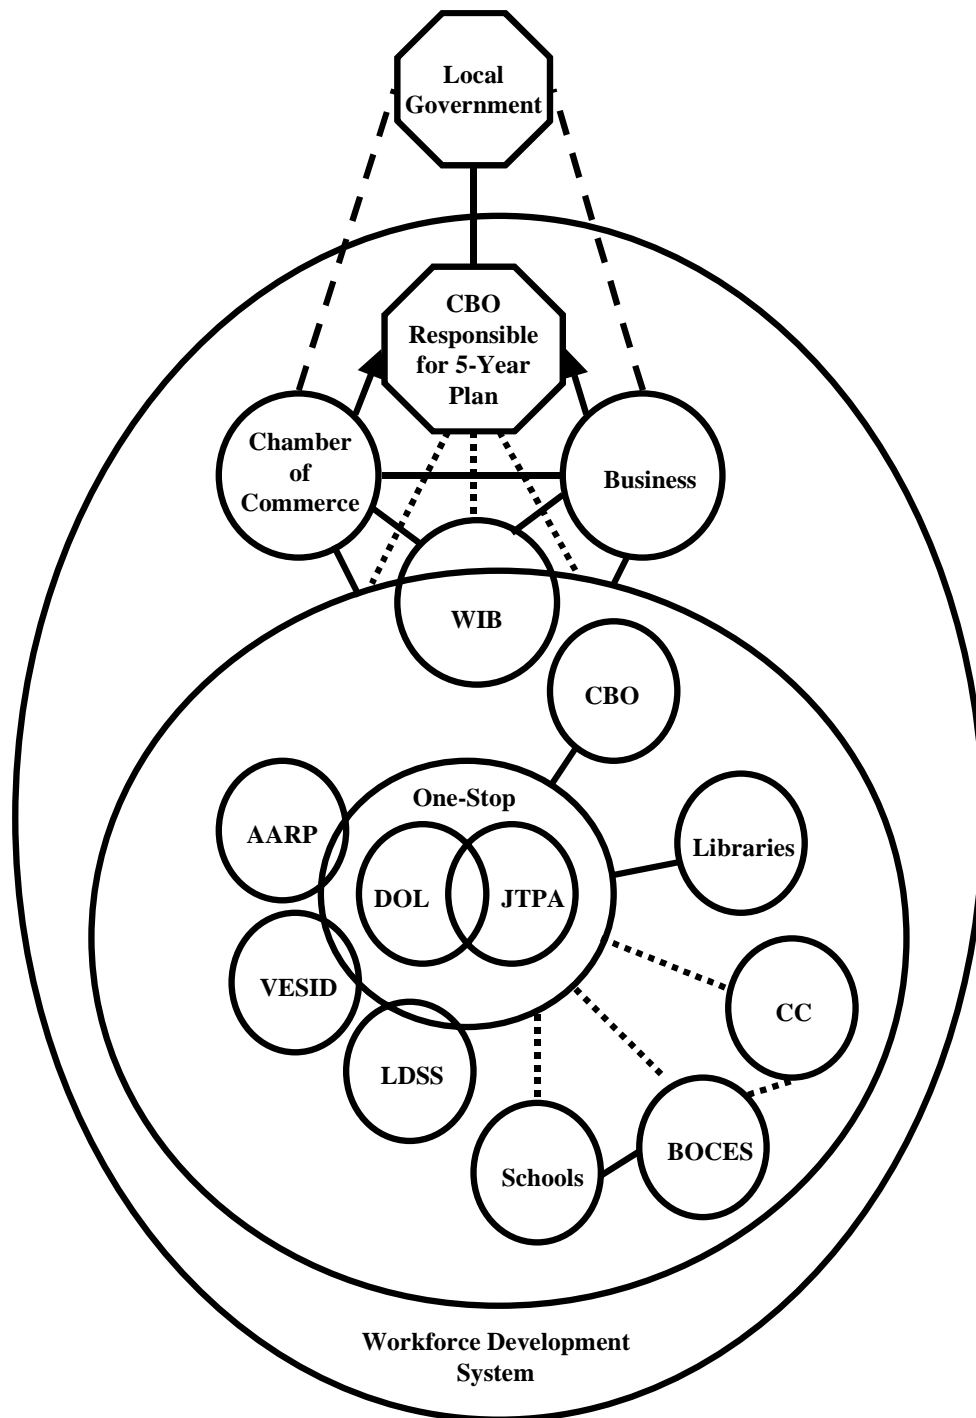 Local
Government
CBO
Responsible
for 5-Year
Plan
Chamber
of
Commerce
Business
WIB
CBO
One-Stop
AARP
Libraries
DOL
JTPA
VESID
CC
LDSS
Schools
BOCES
Workforce Development
System